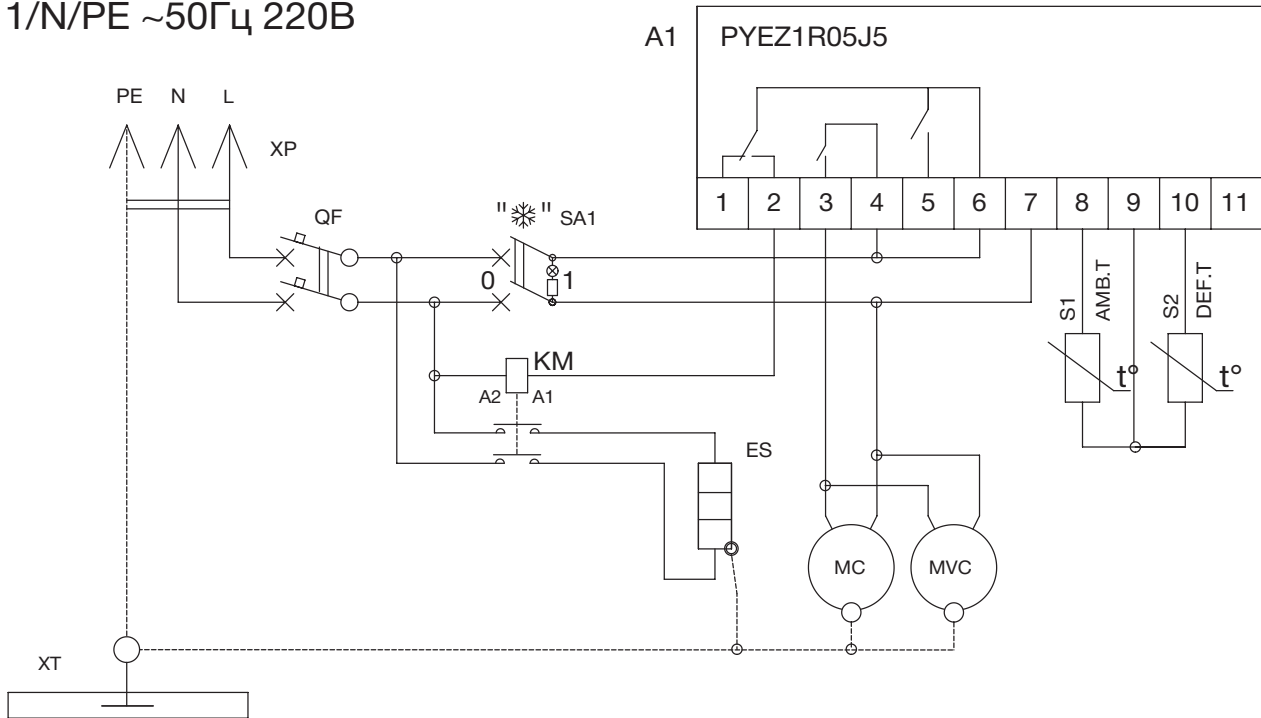 1/N/PE ~50Гц 220В
A1 PYEZ1R05J5
PE N L
XP
1 2 3 4 5 6 7 8 9 10 11
QF
"❄" SA1
0 1
S1 AMB.T
S2 DEF.T
KM
A2 A1
t° t°
ES
MC MVC
XT